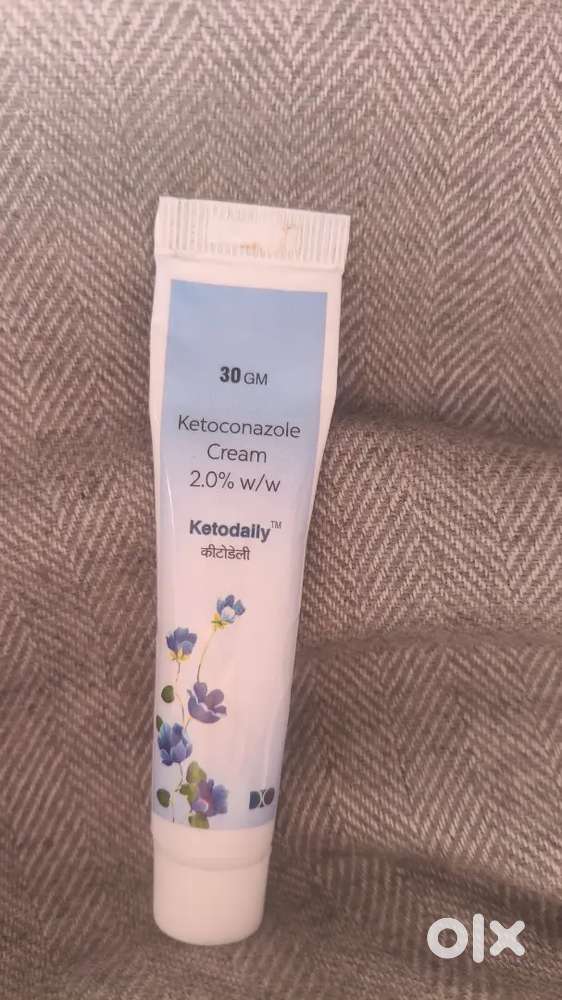 30 GM
Ketoconazole
Cream
2.0% w/w
Ketodaily™
कीटोडेली
olx